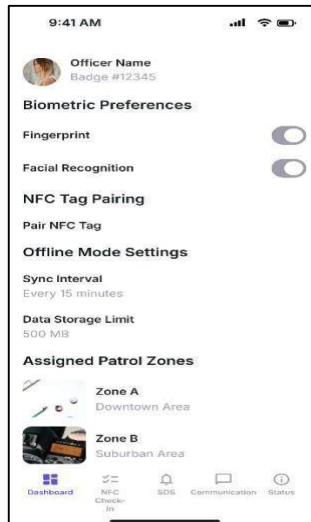 9:41 AM
Officer Name
Badge #12345
Biometric Preferences
Fingerprint
Facial Recognition
NFC Tag Pairing
Pair NFC Tag
Offline Mode Settings
Sync Interval
Every 15 minutes
Data Storage Limit
500 MB
Assigned Patrol Zones
Zone A
Downtown Area
Zone B
Suburban Area
Dashboard
NFC
Check-
in
SDS
Communication
Status